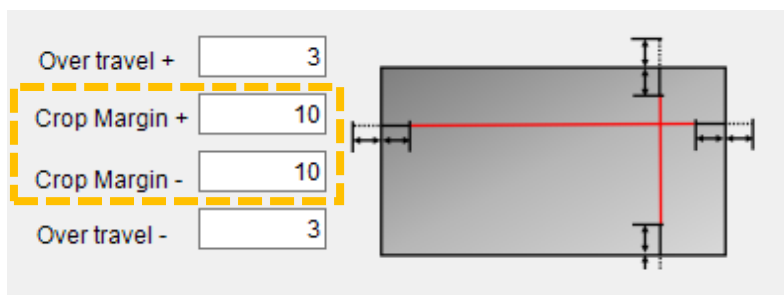 Over travel + 3
Crop Margin + 10
Crop Margin - 10
Over travel - 3